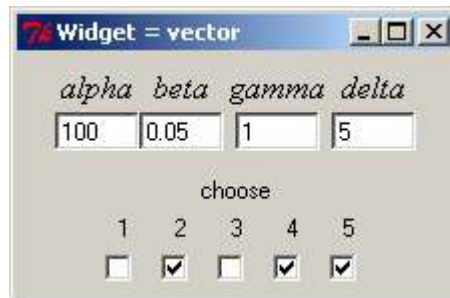 Widget = vector
alpha beta gamma delta
100 0.05 1 5
choose
1 2 3 4 5